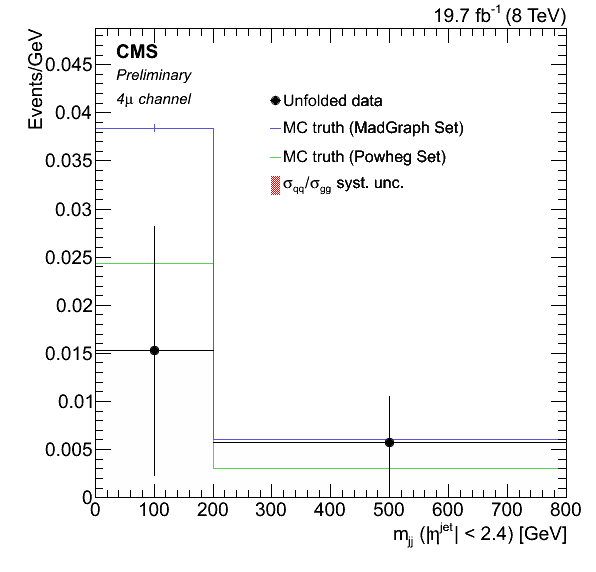 19.7 fb⁻¹ (8 TeV)
Events/GeV
CMS
Preliminary
4μ channel
Unfolded data
MC truth (MadGraph Set)
MC truth (Powheg Set)
σqq/σgg syst. unc.
0.045
0.04
0.035
0.03
0.025
0.02
0.015
0.01
0.005
0
0 100 200 300 400 500 600 700 800
mjj (|ηjet| < 2.4) [GeV]